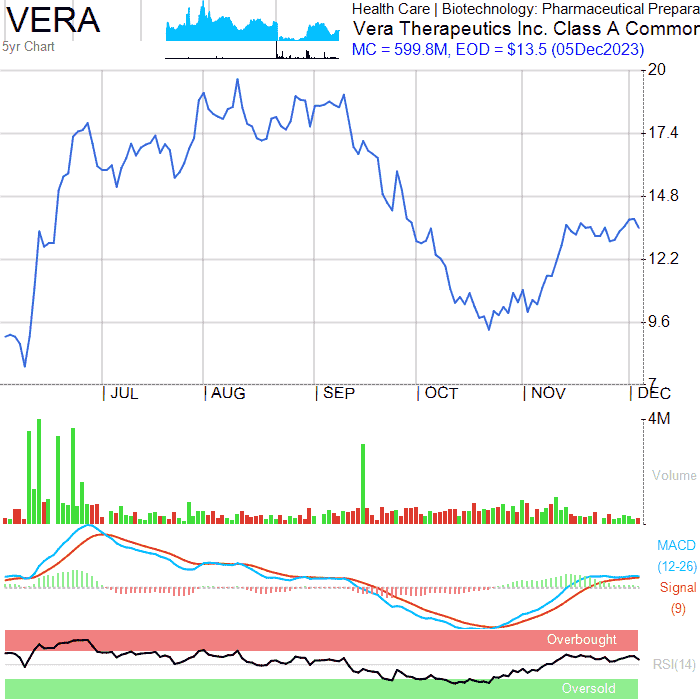 VERA
5yr Chart
Health Care | Biotechnology: Pharmaceutical Prepara
Vera Therapeutics Inc. Class A Common
MC = 599.8M, EOD = $13.5 (05Dec2023)
20
17.4
14.8
12.2
9.6
7
JUL
AUG
SEP
OCT
NOV
DEC
4M
Volume
MACD
(12-26)
Signal
(9)
Overbought
RSI(14)
Oversold